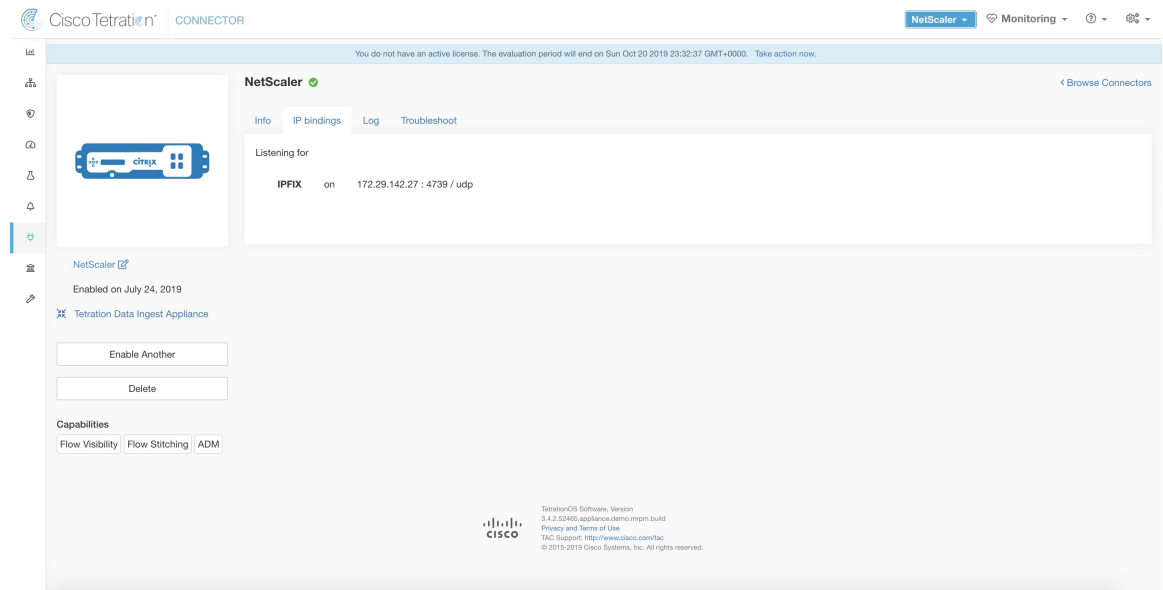 Cisco Tetration™ CONNECTOR NetScaler Monitoring
You do not have an active license. The evaluation period will end on Sun Oct 20 2019 23:32:37 GMT+0000. Take action now.
NetScaler
< Browse Connectors
Info IP bindings Log Troubleshoot
Listening for
IPFIX on 172.29.142.27 : 4739 / udp
CITRIX
NetScaler
Enabled on July 24, 2019
Tetration Data Ingest Appliance
Enable Another
Delete
Capabilities
Flow Visibility Flow Stitching ADM
CISCO
TetrationOS Software, Version
3.4.2.52465.appliance.demo.mrpm.build
Privacy and Terms of Use
TAC Support: http://www.cisco.com/tac
© 2015-2019 Cisco Systems, Inc. All rights reserved.